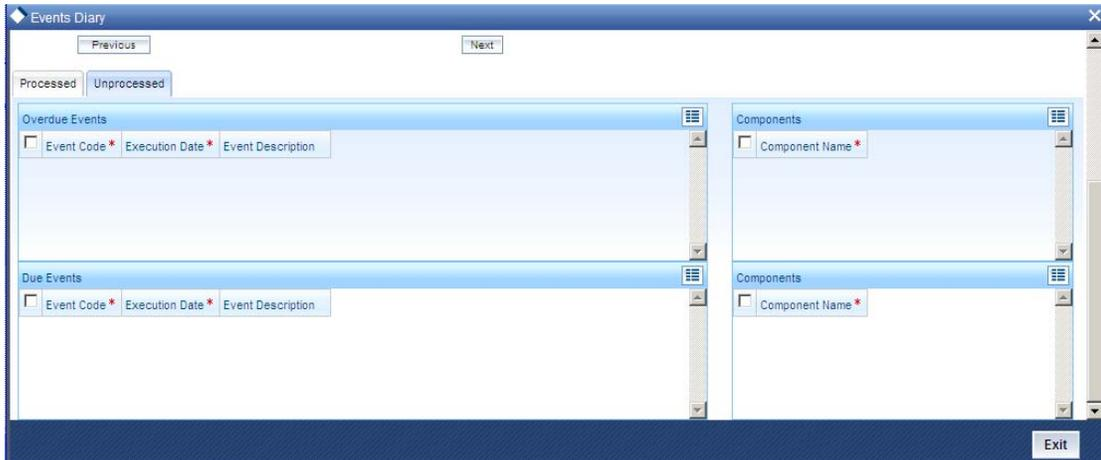 Events Diary
Previous Next
Processed Unprocessed
Overdue Events Components
Event Code * Execution Date * Event Description Component Name *
Due Events Components
Event Code * Execution Date * Event Description Component Name *
Exit